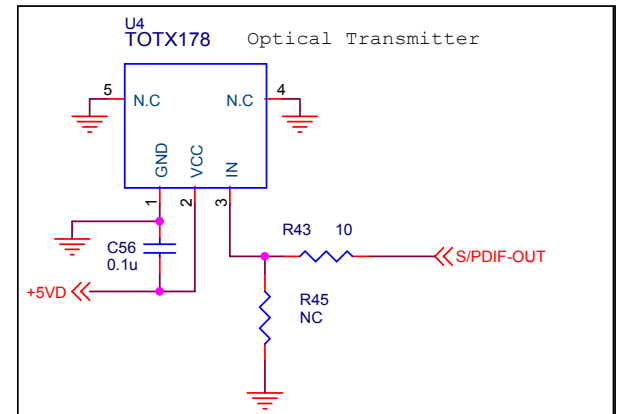 U4
TOTX178 Optical Transmitter
5 N.C N.C 4
GND VCC IN
1 2 3
R43 10
C56
0.1u
S/PDIF-OUT
+5VD
R45
NC